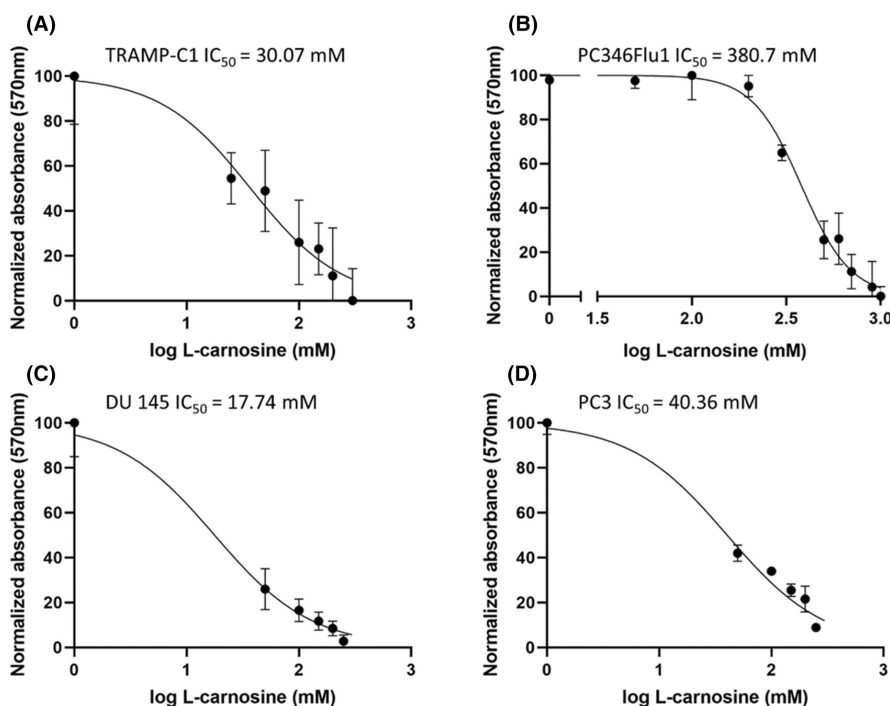 (A)
TRAMP-C1 IC50 = 30.07 mM
Normalized absorbance (570nm)
100
80
60
40
20
0
0 1 2 3
log L-carnosine (mM)
(B)
PC346Flu1 IC50 = 380.7 mM
Normalized absorbance (570nm)
100
80
60
40
20
0
0 1.5 2.0 2.5 3.0
log L-carnosine (mM)
(C)
DU 145 IC50 = 17.74 mM
Normalized absorbance (570nm)
100
80
60
40
20
0
0 1 2 3
log L-carnosine (mM)
(D)
PC3 IC50 = 40.36 mM
Normalized absorbance (570nm)
100
80
60
40
20
0
0 1 2 3
log L-carnosine (mM)